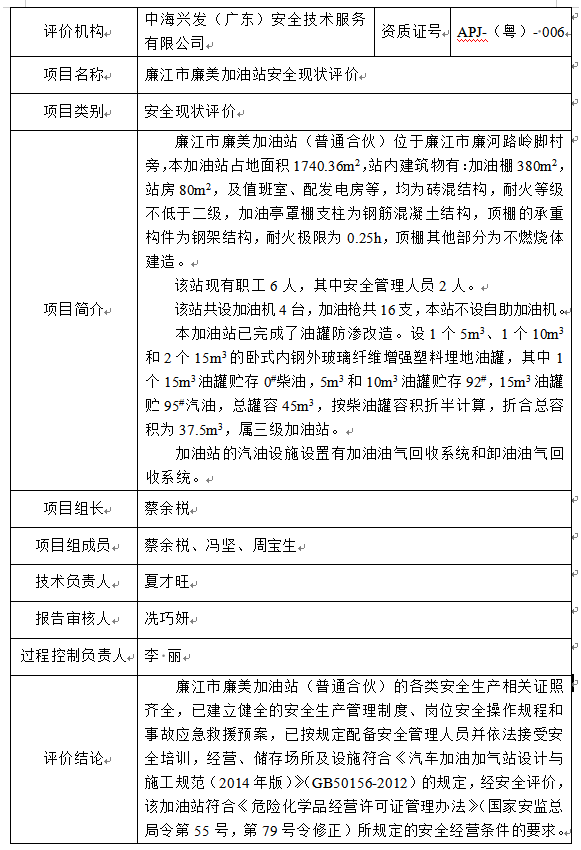 评价机构
中海兴发（广东）安全技术服务
有限公司
资质证号
APJ-（粤）-006
项目名称
廉江市廉美加油站安全现状评价
项目类别
安全现状评价
项目简介
廉江市廉美加油站（普通合伙）位于廉江市廉河路岭脚村
旁，本加油站占地面积1740.36m²，站内建筑物有：加油棚380m²，
站房80m²，及值班室、配发电房等，均为砖混结构，耐火等级
不低于二级，加油亭罩棚支柱为钢筋混凝土结构，顶棚的承重
构件为钢架结构，耐火极限为0.25h，顶棚其他部分为不燃烧体
建造。
该站现有职工6人，其中安全管理人员2人。
该站共设加油机4台，加油枪共16支，本站不设自助加油机。
本加油站已完成了油罐防渗改造。设1个5m³、1个10m³
和2个15m³的卧式内钢外玻璃纤维增强塑料埋地油罐，其中1
个15m³油罐贮存0#柴油，5m³和10m³油罐贮存92#，15m³油罐
贮95#汽油，总罐容45m³，按柴油罐容积折半计算，折合总容
积为37.5m³，属三级加油站。
加油站的汽油设施设置有加油油气回收系统和卸油油气回
收系统。
项目组长
蔡余棁
项目组成员
蔡余棁、冯坚、周宝生
技术负责人
夏才旺
报告审核人
冼巧妍
过程控制负责人
李 丽
评价结论
廉江市廉美加油站（普通合伙）的各类安全生产相关证照
齐全，已建立健全的安全生产管理制度、岗位安全操作规程和
事故应急救援预案，已按规定配备安全管理人员并依法接受安
全培训，经营、储存场所及设施符合《汽车加油加气站设计与
施工规范（2014年版）》（GB50156-2012）的规定，经安全评价，
该加油站符合《危险化学品经营许可证管理办法》（国家安监总
局令第55号，第79号令修正）所规定的安全经营条件的要求。